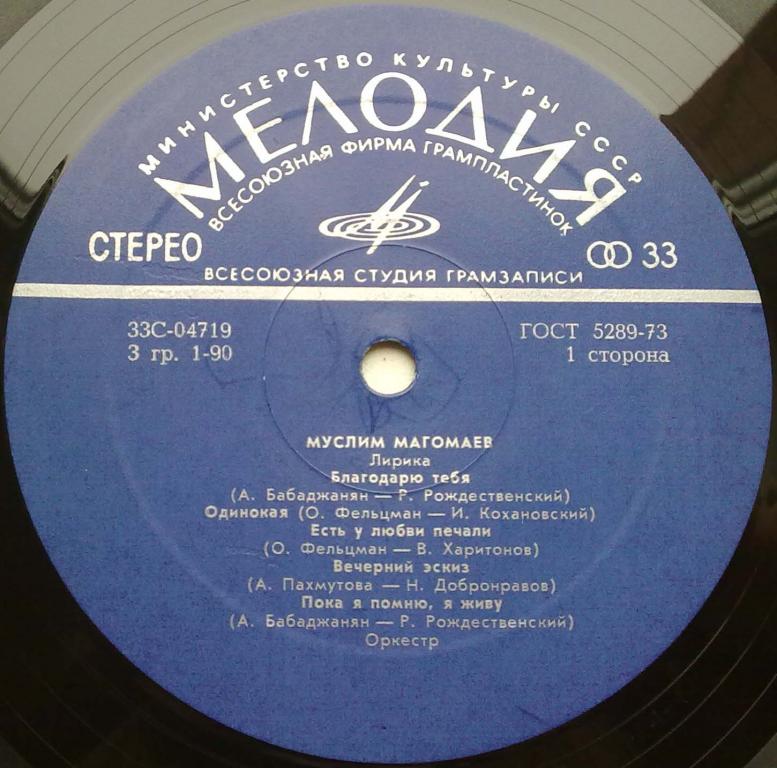 МИНИСТЕРСТВО КУЛЬТУРЫ СССР
МЕЛОДИЯ
ВСЕСОЮЗНАЯ ФИРМА ГРАМПЛАСТИНОК
СТЕРЕО 33
ВСЕСОЮЗНАЯ СТУДИЯ ГРАМЗАПИСИ
33С-04719 ГОСТ 5289-73
3 гр. 1-90 1 сторона
МУСЛИМ МАГОМАЕВ
Лирика
Благодарю тебя
(А. Бабаджанян — Р. Рождественский)
Одинокая (О. Фельцман — И. Кохановский)
Есть у любви печали
(О. Фельцман — В. Харитонов)
Вечерний эскиз
(А. Пахмутова — Н. Добронравов)
Пока я помню, я живу
(А. Бабаджанян — Р. Рождественский)
Оркестр